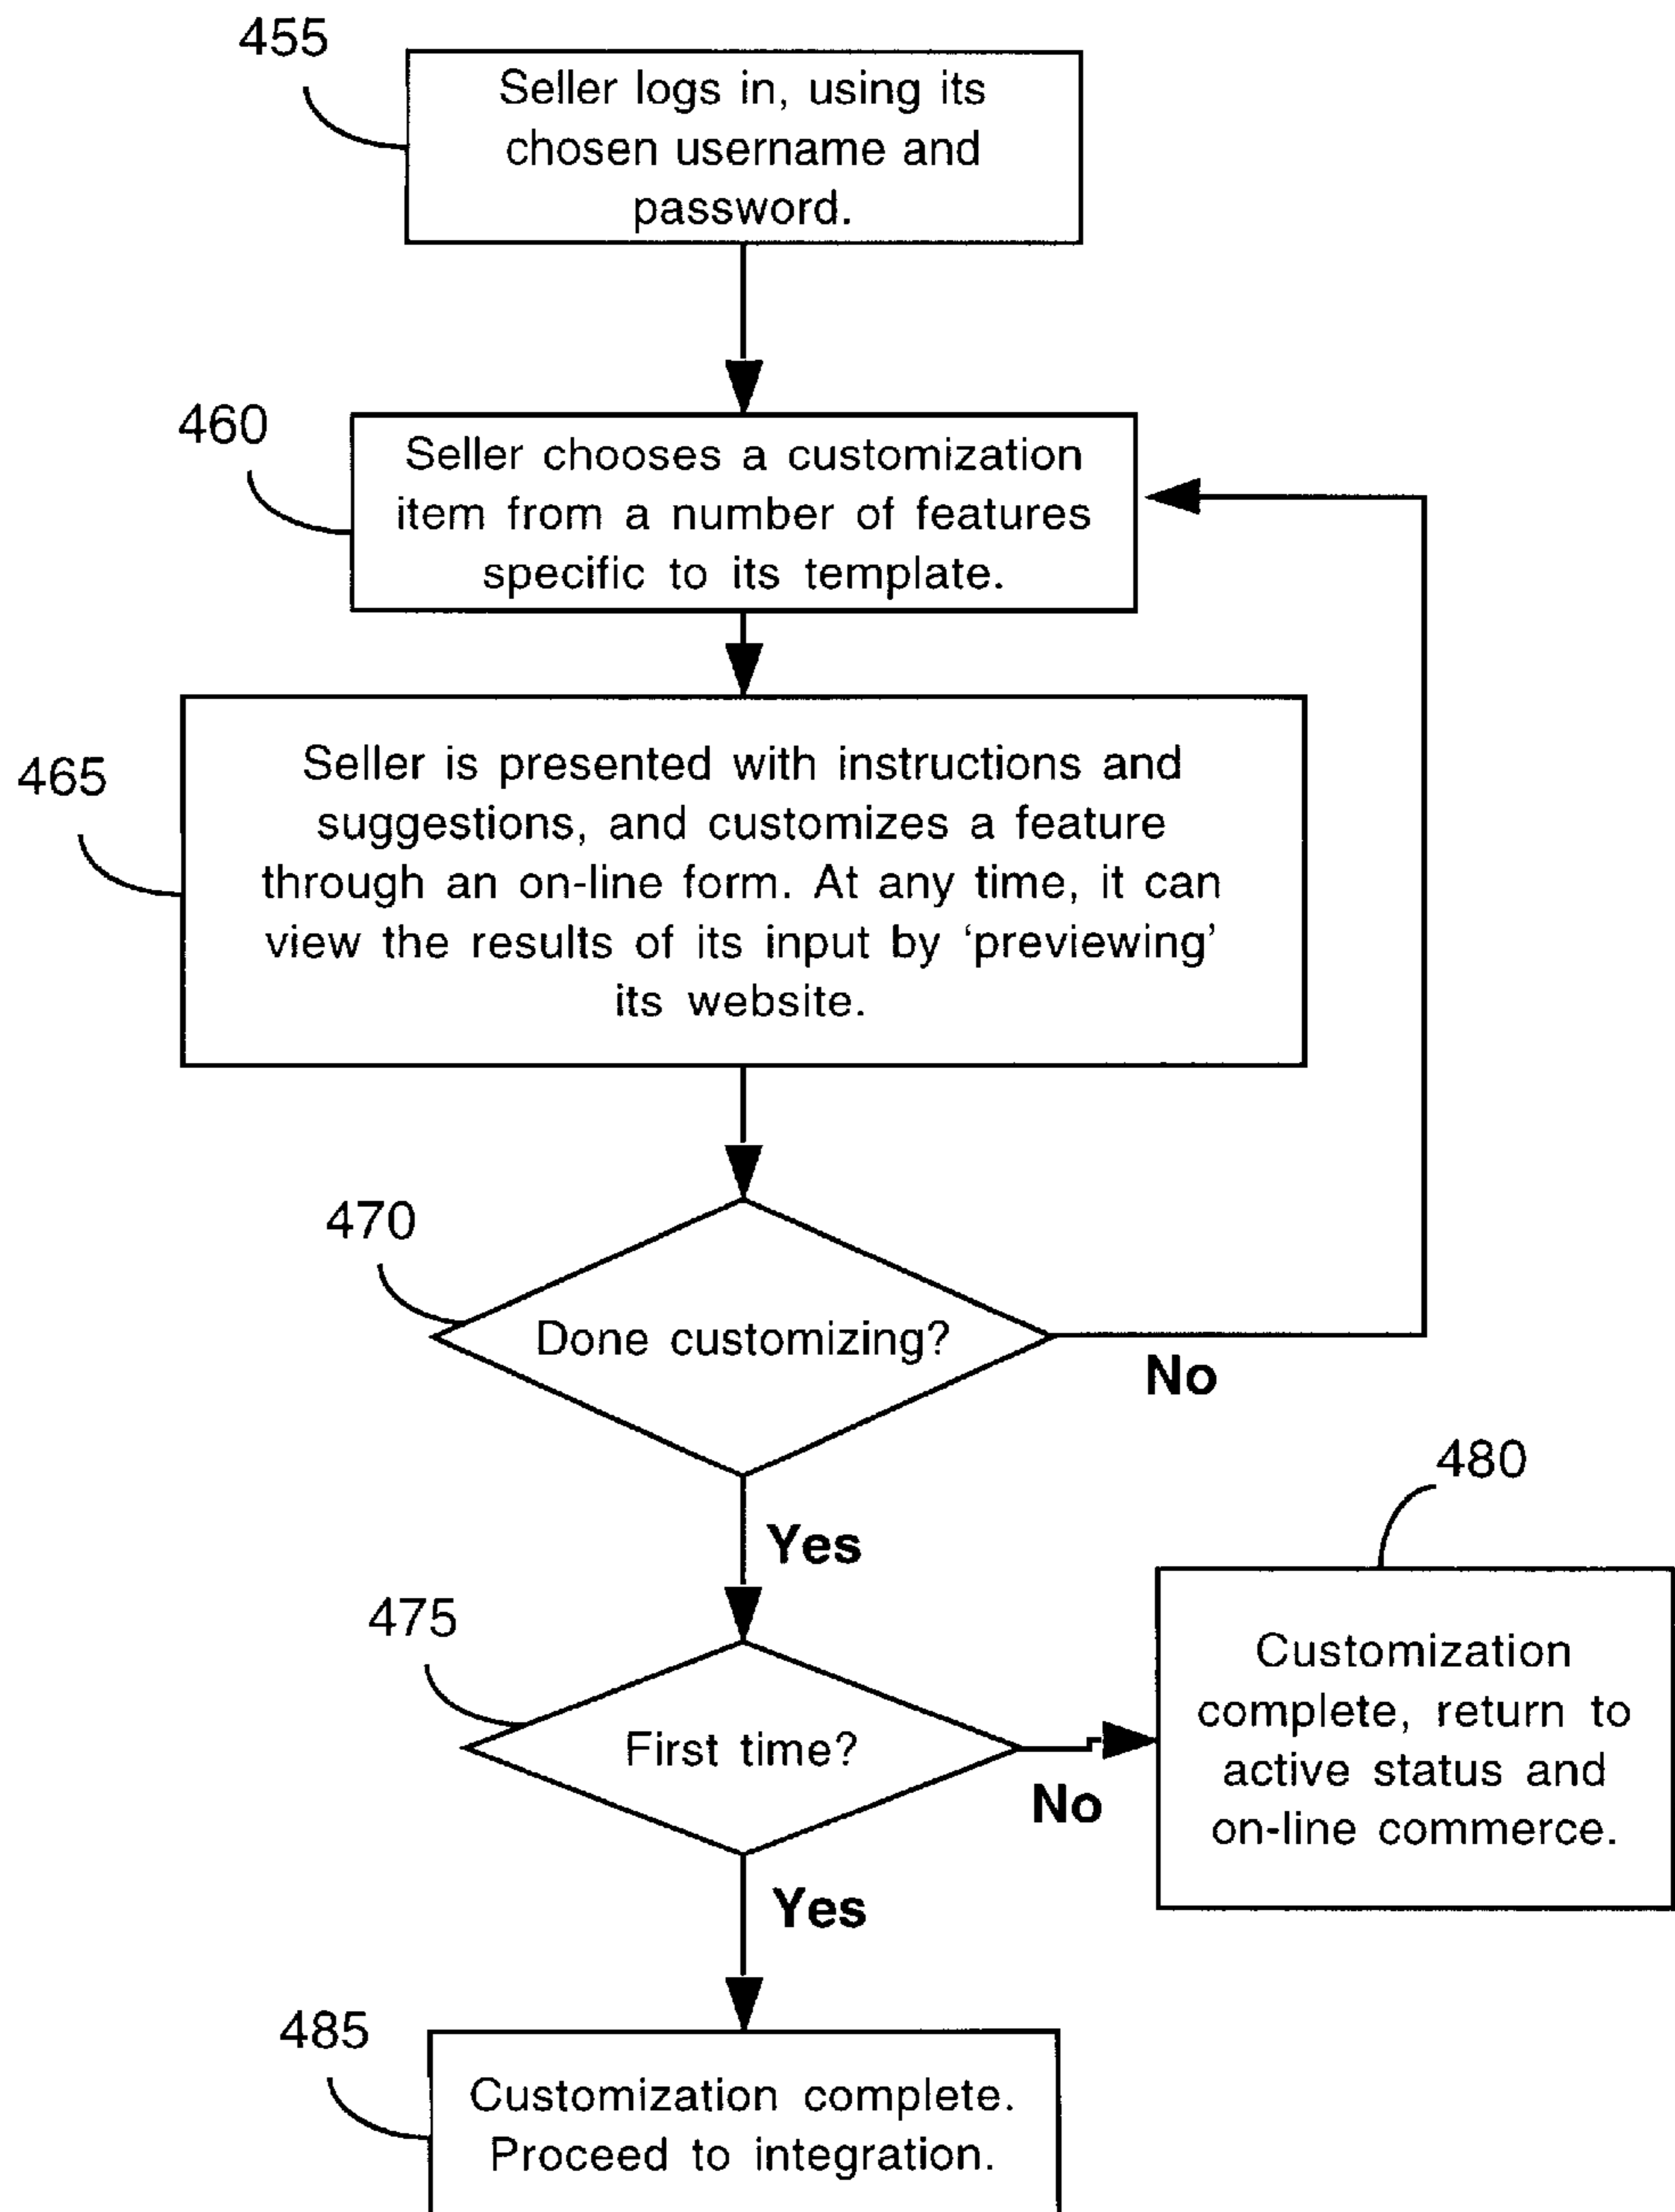 455
Seller logs in, using its
chosen username and
password.
460
Seller chooses a customization
item from a number of features
specific to its template.
465
Seller is presented with instructions and
suggestions, and customizes a feature
through an on-line form. At any time, it can
view the results of its input by ‘previewing’
its website.
470
Done customizing?
No
Yes
480
Customization
complete, return to
active status and
on-line commerce.
475
First time?
No
Yes
485
Customization complete.
Proceed to integration.